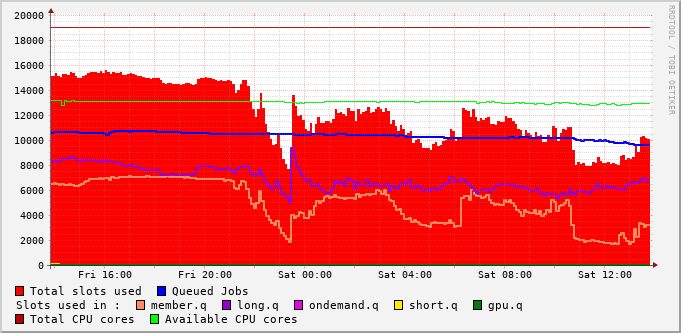 20000
18000
16000
14000
12000
10000
8000
6000
4000
2000
0
Fri 16:00 Fri 20:00 Sat 00:00 Sat 04:00 Sat 08:00 Sat 12:00
RRDTOOL / TOBI OETIKER
Total slots used Queued Jobs
Slots used in : member.q long.q ondemand.q short.q gpu.q
Total CPU cores Available CPU cores